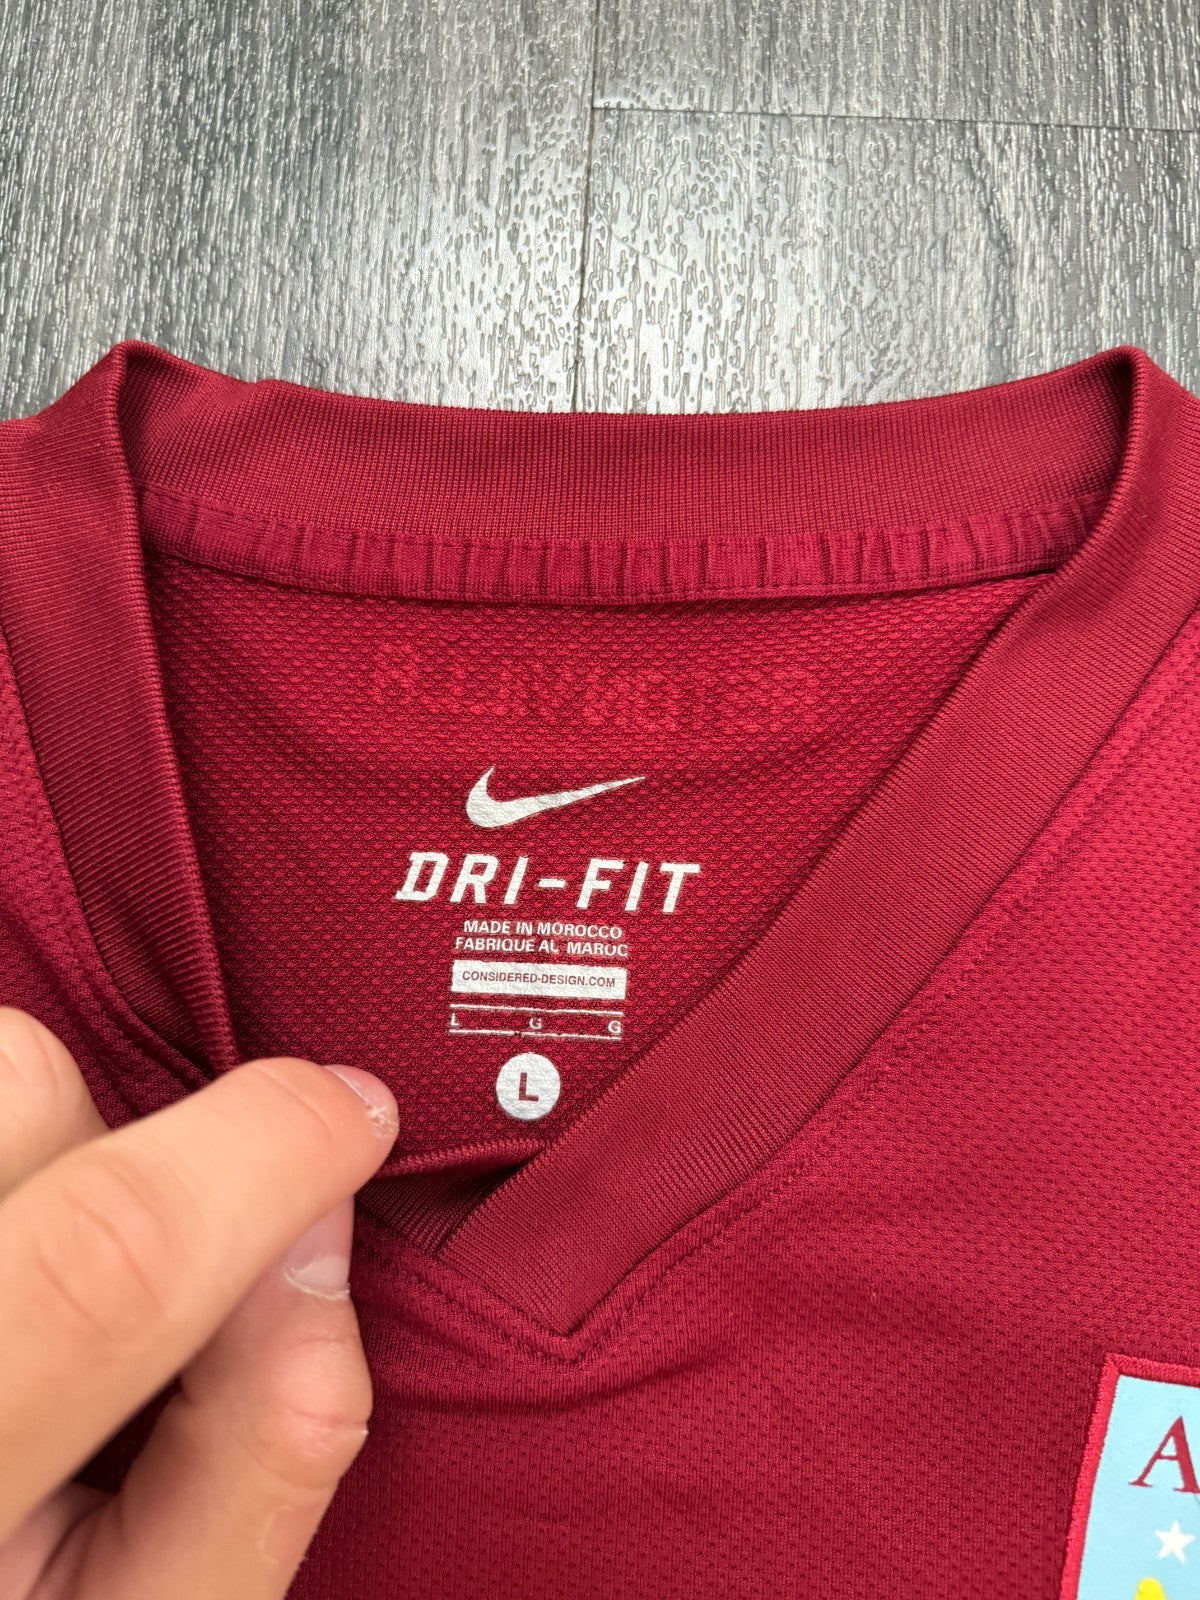 DRI-FIT
MADE IN MOROCCO
FABRIQUE AU MAROC
CONSIDERED-DESIGN.COM
L G G
L
A